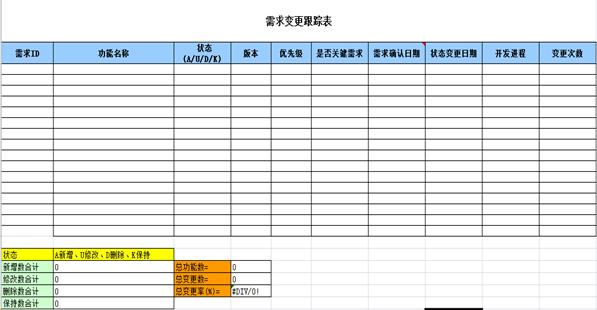 需求变更跟踪表
需求ID 功能名称 状态 (A/U/D/K) 版本 优先级 是否关键需求 需求确认日期 状态变更日期 开发进程 变更次数
状态 A新增、U修改、D删除、K保持
新增数合计 0 总功能数= 0
修改数合计 0 总变更数= 0
删除数合计 0 总变更率(%)= #DIV/0!
保持数合计 0